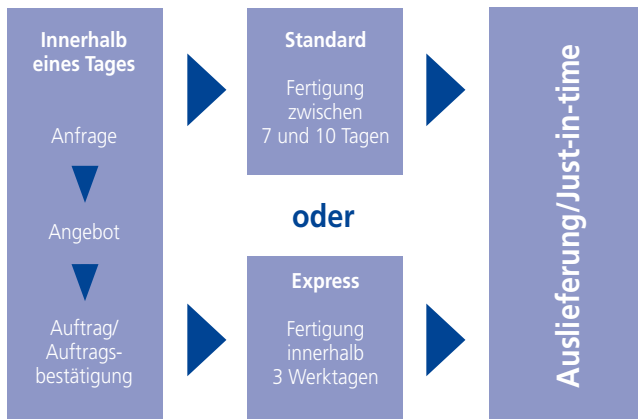 Innerhalb
eines Tages
Anfrage
Angebot
Auftrag/
Auftrags-
bestätigung
Standard
Fertigung
zwischen
7 und 10 Tagen
oder
Express
Fertigung
innerhalb
3 Werktagen
Auslieferung/Just-in-time